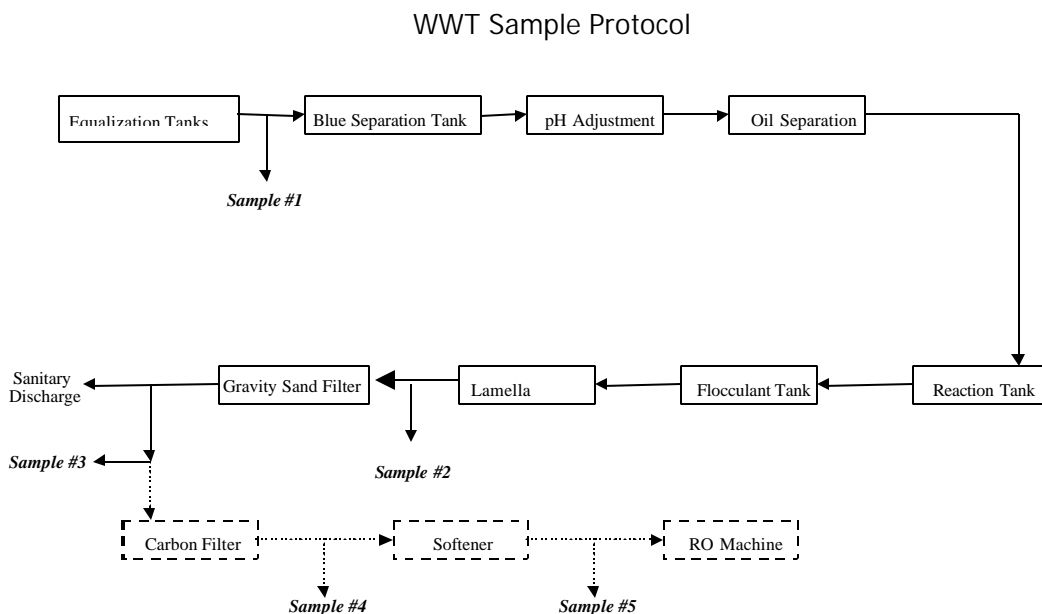 WWT Sample Protocol
Equalization Tanks
Blue Separation Tank
pH Adjustment
Oil Separation
Sample #1
Sanitary
Discharge
Gravity Sand Filter
Lamella
Flocculant Tank
Reaction Tank
Sample #3
Sample #2
Carbon Filter
Softener
RO Machine
Sample #4
Sample #5